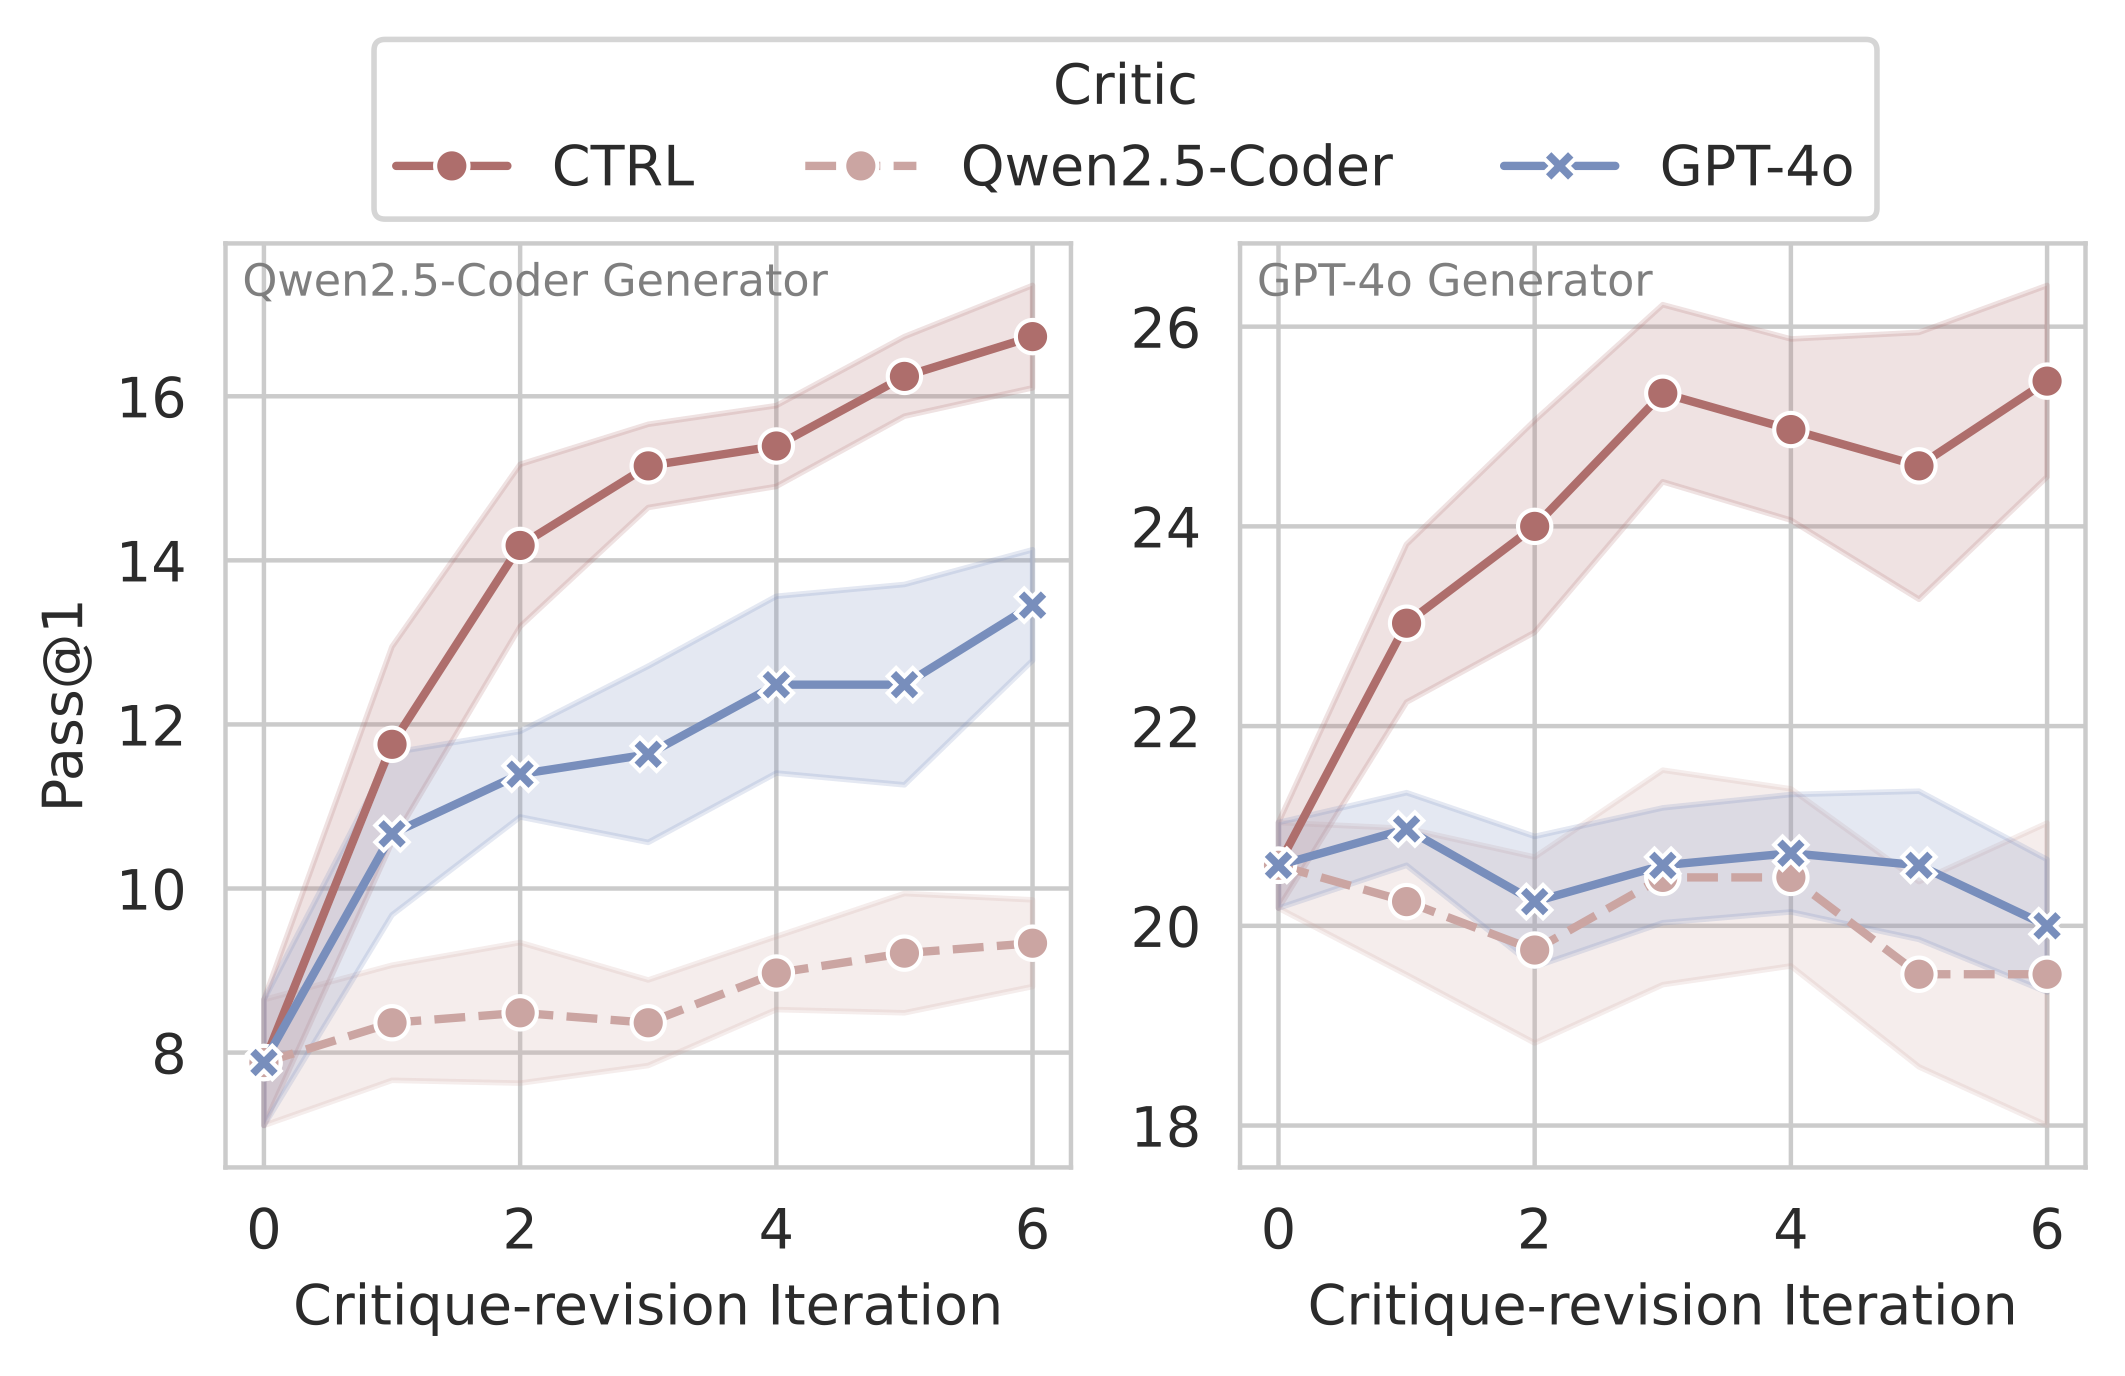 Critic
CTRL Qwen2.5-Coder GPT-4o
Qwen2.5-Coder Generator
16
14
12
10
8
Pass@1
0 2 4 6
Critique-revision Iteration
GPT-4o Generator
26
24
22
20
18
0 2 4 6
Critique-revision Iteration